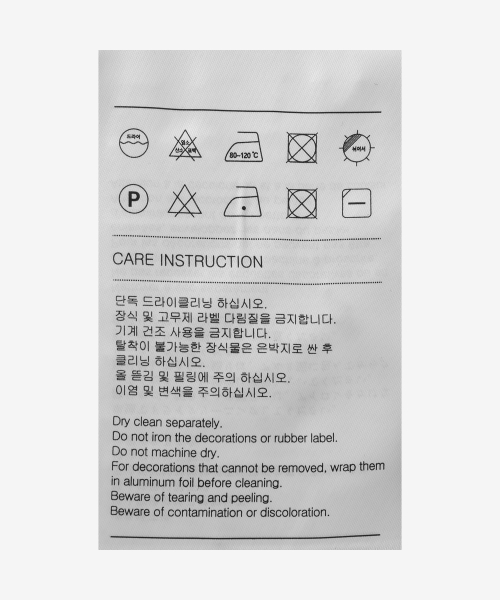 드라이
염소
산소 표백
80~120 ℃
뉘어서
P
CARE INSTRUCTION
단독 드라이클리닝 하십시오.
장식 및 고무제 라벨 다림질을 금지합니다.
기계 건조 사용을 금지합니다.
탈착이 불가능한 장식물은 은박지로 싼 후
클리닝 하십시오.
올 뜯김 및 필링에 주의 하십시오.
이염 및 변색을 주의하십시오.
Dry clean separately.
Do not iron the decorations or rubber label.
Do not machine dry.
For decorations that cannot be removed, wrap them
in aluminum foil before cleaning.
Beware of tearing and peeling.
Beware of contamination or discoloration.